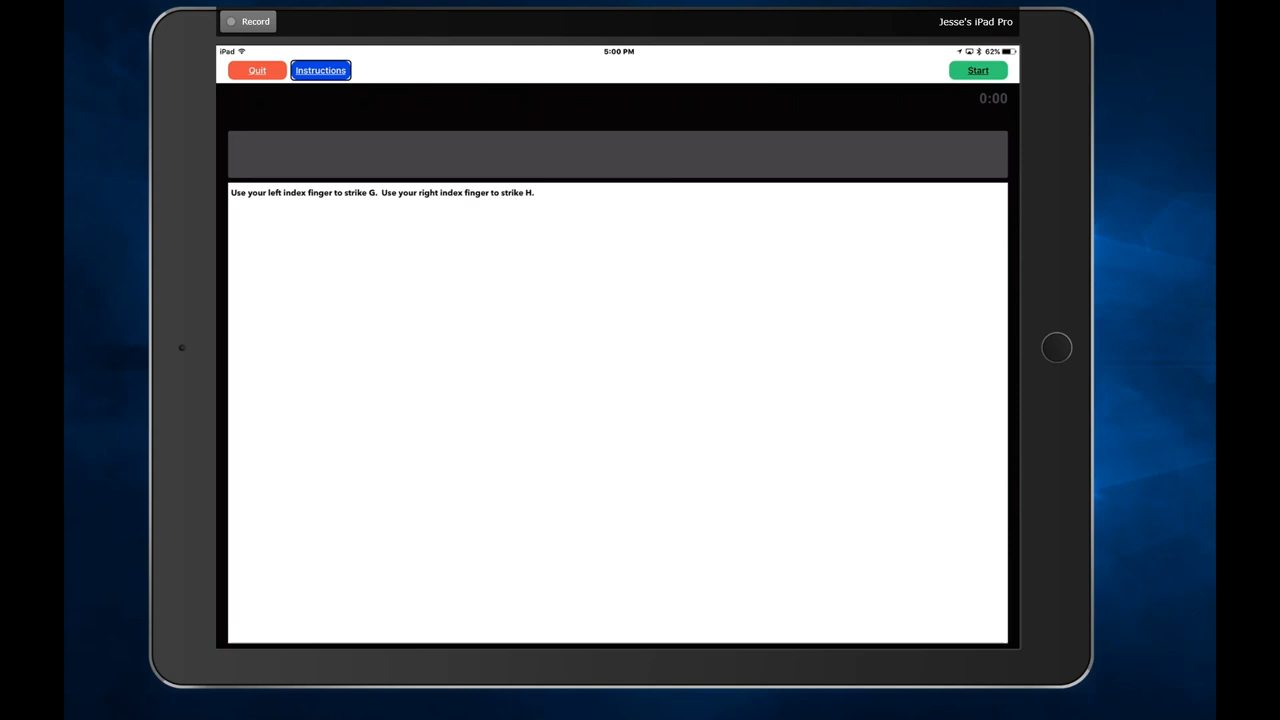 Record
Jesse's iPad Pro
iPad 5:00 PM 62%
Quit Instructions Start
0:00
Use your left index finger to strike G.  Use your right index finger to strike H.